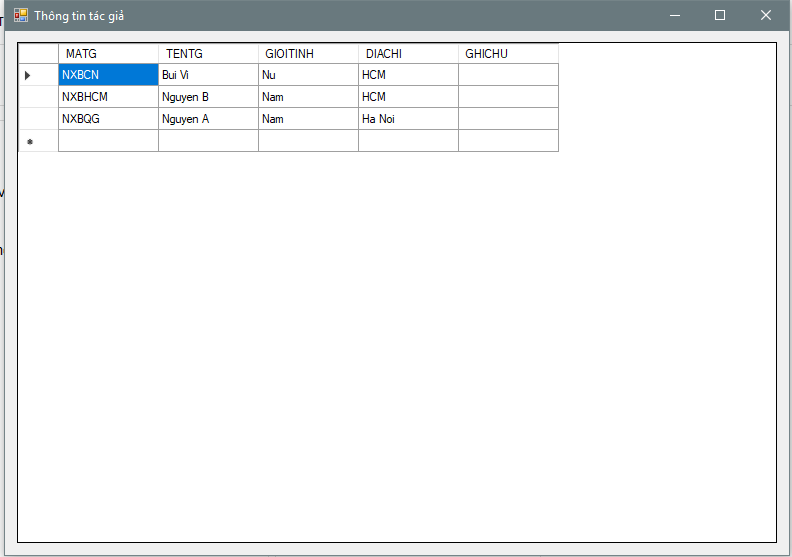 Thông tin tác giả
MATG TENTG GIOITINH DIACHI GHICHU
NXBCN Bui Vi Nu HCM
NXBHCM Nguyen B Nam HCM
NXBQG Nguyen A Nam Ha Noi